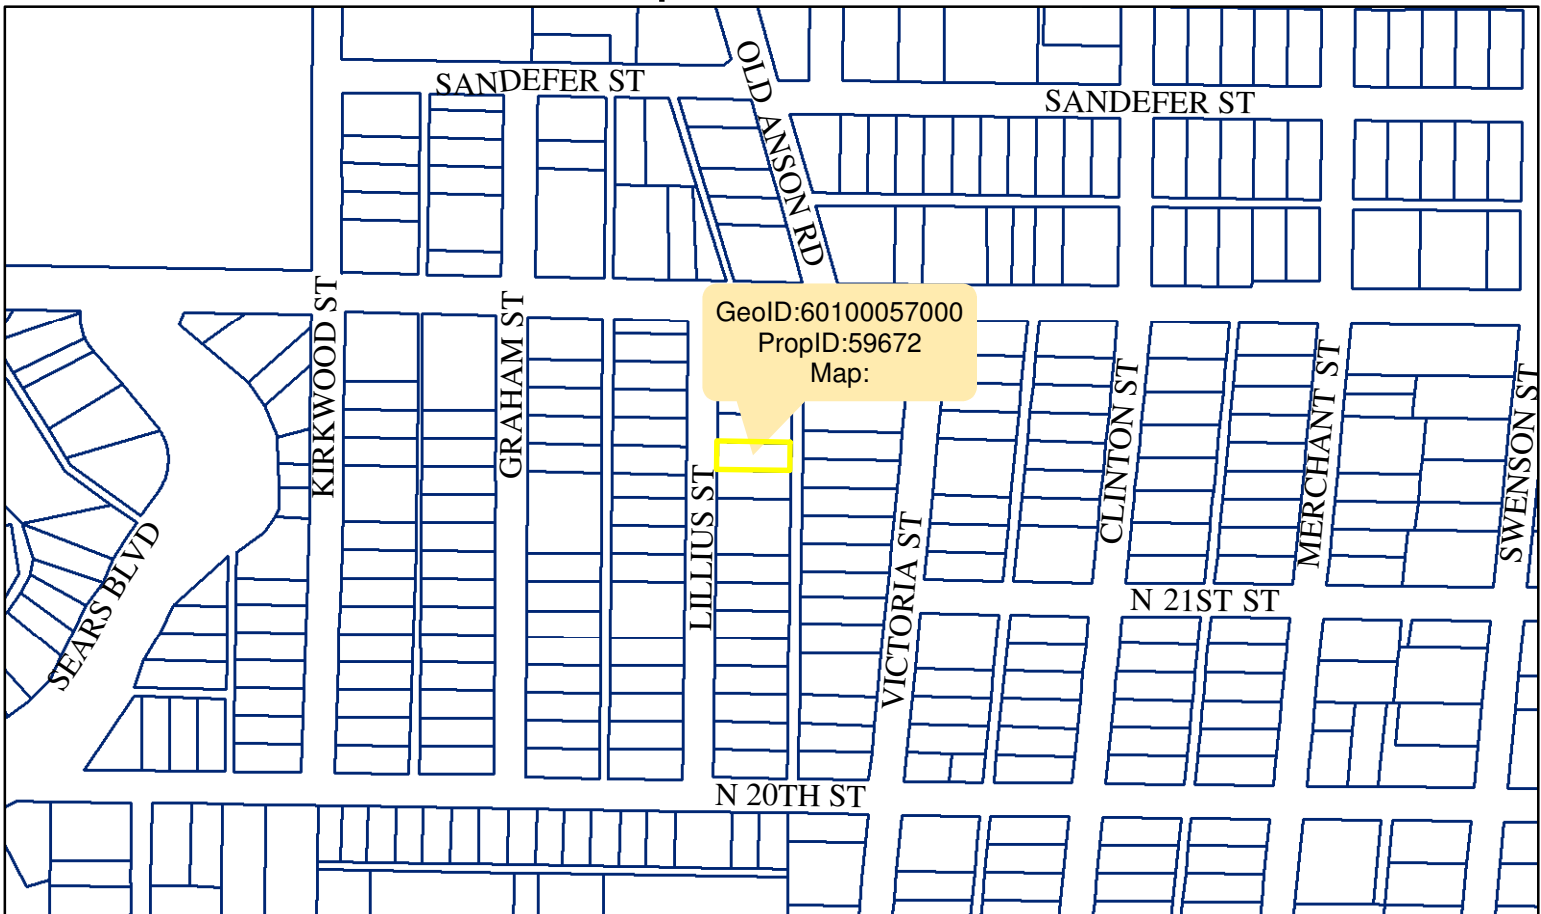 SANDEFER ST
OLD ANSON RD
SANDEFER ST
GeoID:60100057000
PropID:59672
Map:
KIRKWOOD ST
GRAHAM ST
LILLIUS ST
VICTORIA ST
CLINTON ST
MERCHANT ST
SWENSON ST
SEARS BLVD
N 21ST ST
N 20TH ST